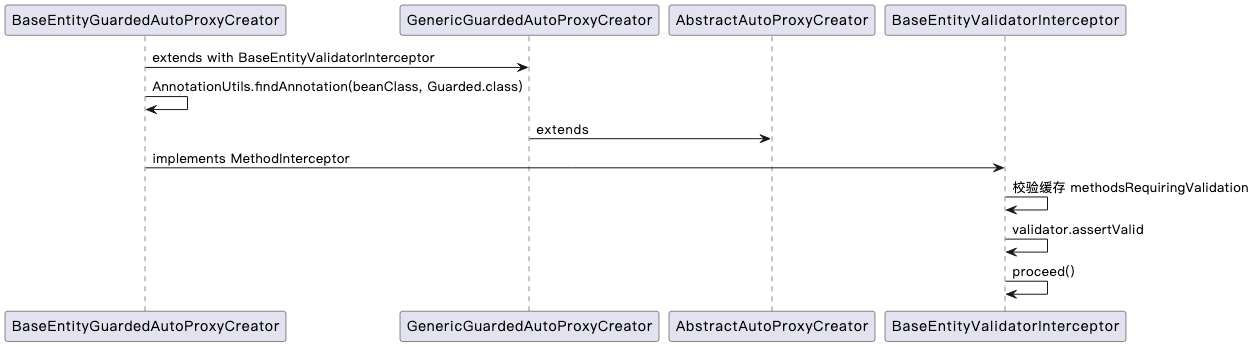 BaseEntityGuardedAutoProxyCreator
GenericGuardedAutoProxyCreator
AbstractAutoProxyCreator
BaseEntityValidatorInterceptor
extends with BaseEntityValidatorInterceptor
AnnotationUtils.findAnnotation(beanClass, Guarded.class)
extends
implements MethodInterceptor
校验缓存 methodsRequiringValidation
validator.assertValid
proceed()
BaseEntityGuardedAutoProxyCreator
GenericGuardedAutoProxyCreator
AbstractAutoProxyCreator
BaseEntityValidatorInterceptor